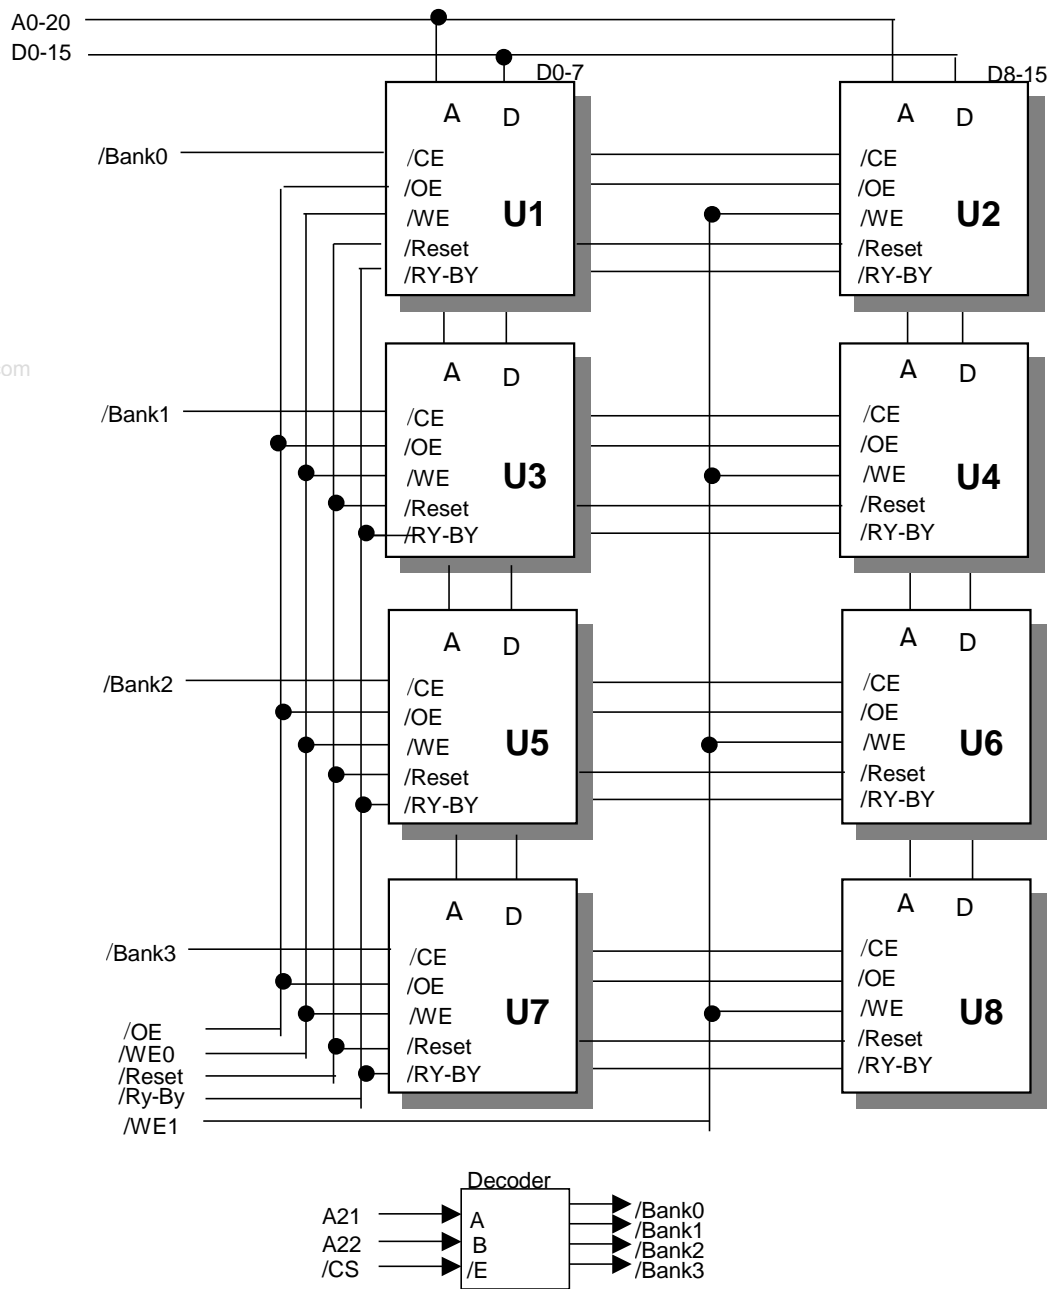 A0-20
D0-15
D0-7
D8-15
A D
A D
/Bank0
/CE
/OE
/WE
/Reset
/RY-BY
U1
/CE
/OE
/WE
/Reset
/RY-BY
U2
om
A D
A D
/Bank1
/CE
/OE
/WE
/Reset
/RY-BY
U3
/CE
/OE
/WE
/Reset
/RY-BY
U4
A D
A D
/Bank2
/CE
/OE
/WE
/Reset
/RY-BY
U5
/CE
/OE
/WE
/Reset
/RY-BY
U6
A D
A D
/Bank3
/CE
/OE
/WE
/Reset
/RY-BY
U7
/CE
/OE
/WE
/Reset
/RY-BY
U8
/OE
/WE0
/Reset
/Ry-By
/WE1
Decoder
A21
A22
/CS
A
B
/E
/Bank0
/Bank1
/Bank2
/Bank3